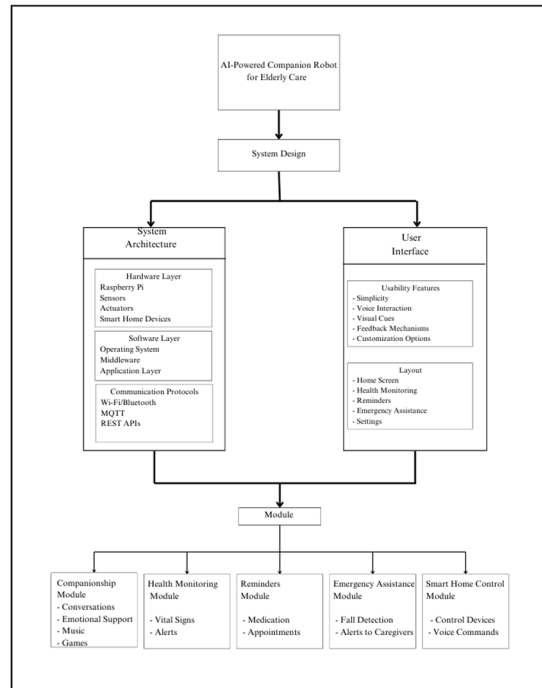 AI-Powered Companion Robot
for Elderly Care
System Design
System
Architecture
Hardware Layer
Raspberry Pi
Sensors
Actuators
Smart Home Devices
Software Layer
Operating System
Middleware
Application Layer
Communication Protocols
Wi-Fi/Bluetooth
MQTT
REST APIs
User
Interface
Usability Features
- Simplicity
- Voice Interaction
- Visual Cues
- Feedback Mechanisms
- Customization Options
Layout
- Home Screen
- Health Monitoring
- Reminders
- Emergency Assistance
- Settings
Module
Companionship
Module
- Conversations
- Emotional Support
- Music
- Games
Health Monitoring
Module
- Vital Signs
- Alerts
Reminders
Module
- Medication
- Appointments
Emergency Assistance
Module
- Fall Detection
- Alerts to Caregivers
Smart Home Control
Module
- Control Devices
- Voice Commands